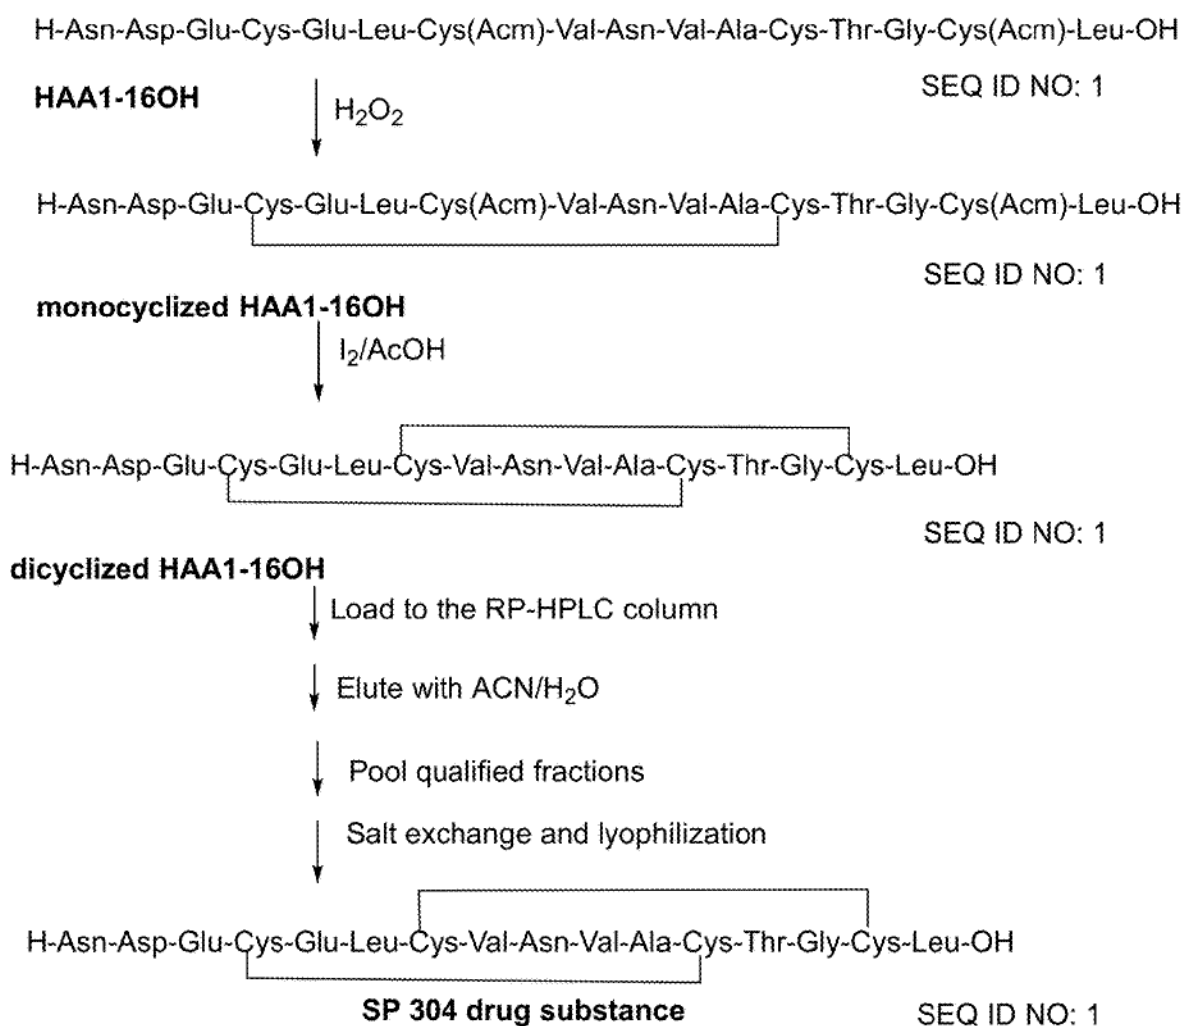 H-Asn-Asp-Glu-Cys-Glu-Leu-Cys(Acm)-Val-Asn-Val-Ala-Cys-Thr-Gly-Cys(Acm)-Leu-OH
SEQ ID NO: 1
HAA1-16OH
H₂O₂
H-Asn-Asp-Glu-Cys-Glu-Leu-Cys(Acm)-Val-Asn-Val-Ala-Cys-Thr-Gly-Cys(Acm)-Leu-OH
SEQ ID NO: 1
monocyclized HAA1-16OH
I₂/AcOH
H-Asn-Asp-Glu-Cys-Glu-Leu-Cys-Val-Asn-Val-Ala-Cys-Thr-Gly-Cys-Leu-OH
SEQ ID NO: 1
dicyclized HAA1-16OH
Load to the RP-HPLC column
Elute with ACN/H₂O
Pool qualified fractions
Salt exchange and lyophilization
H-Asn-Asp-Glu-Cys-Glu-Leu-Cys-Val-Asn-Val-Ala-Cys-Thr-Gly-Cys-Leu-OH
SP 304 drug substance
SEQ ID NO: 1